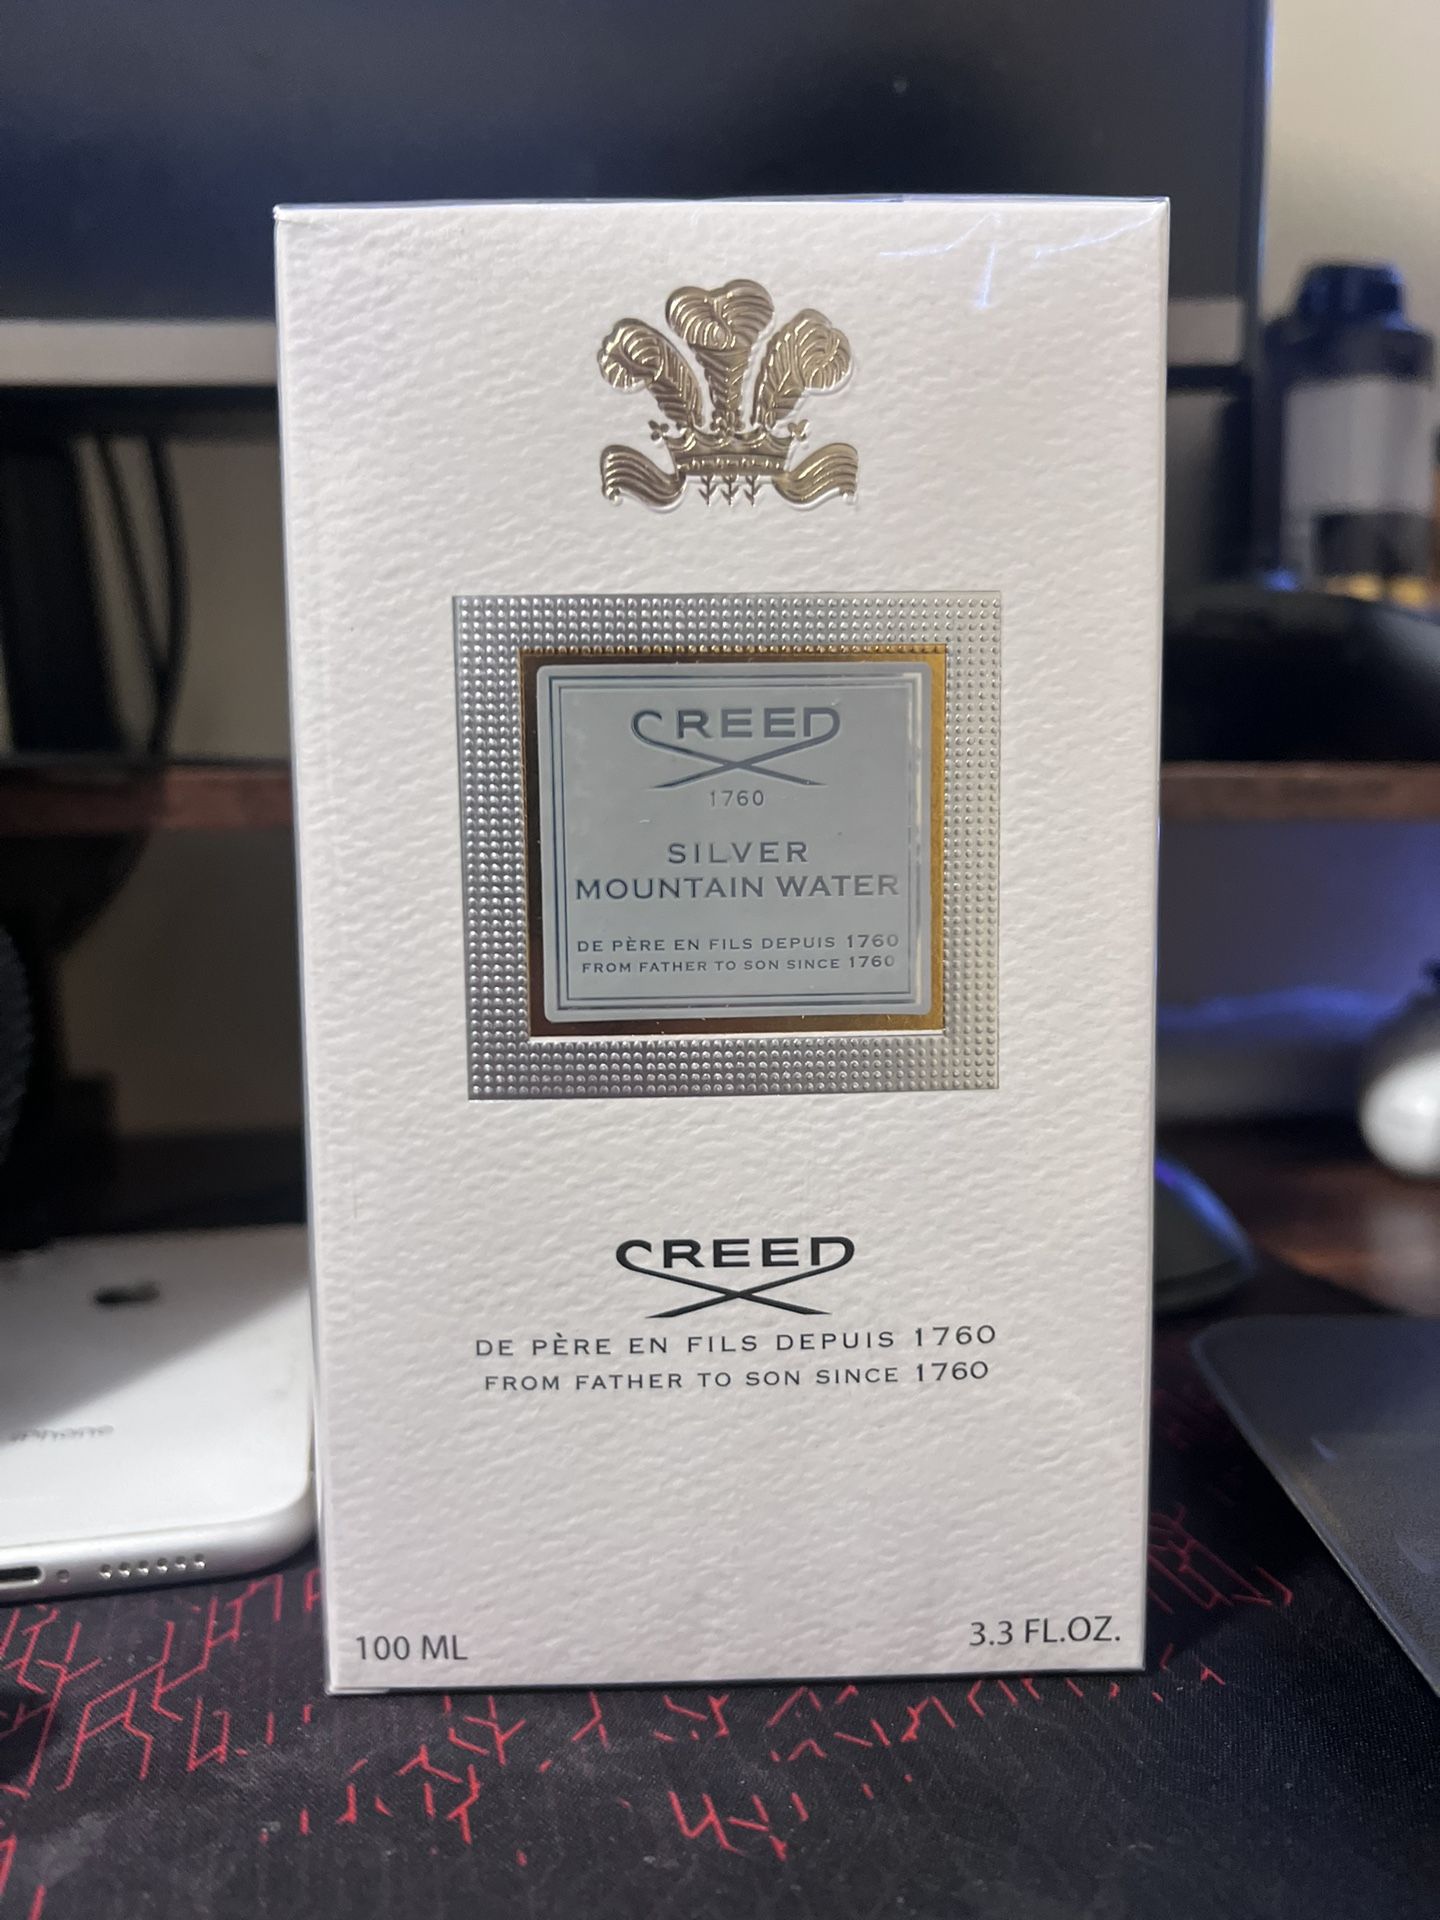 CREED
1760
SILVER
MOUNTAIN WATER
DE PÈRE EN FILS DEPUIS 1760
FROM FATHER TO SON SINCE 1760
CREED
DE PÈRE EN FILS DEPUIS 1760
FROM FATHER TO SON SINCE 1760
iPhone
100 ML
3.3 FL.OZ.